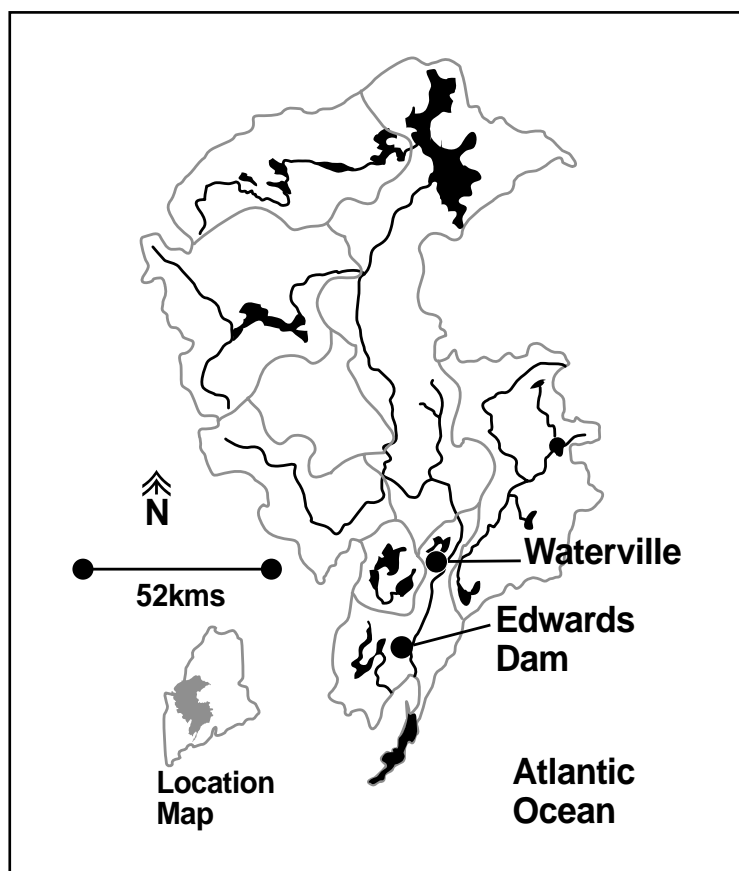 N
52kms
Waterville
Edwards
Dam
Location
Map
Atlantic
Ocean